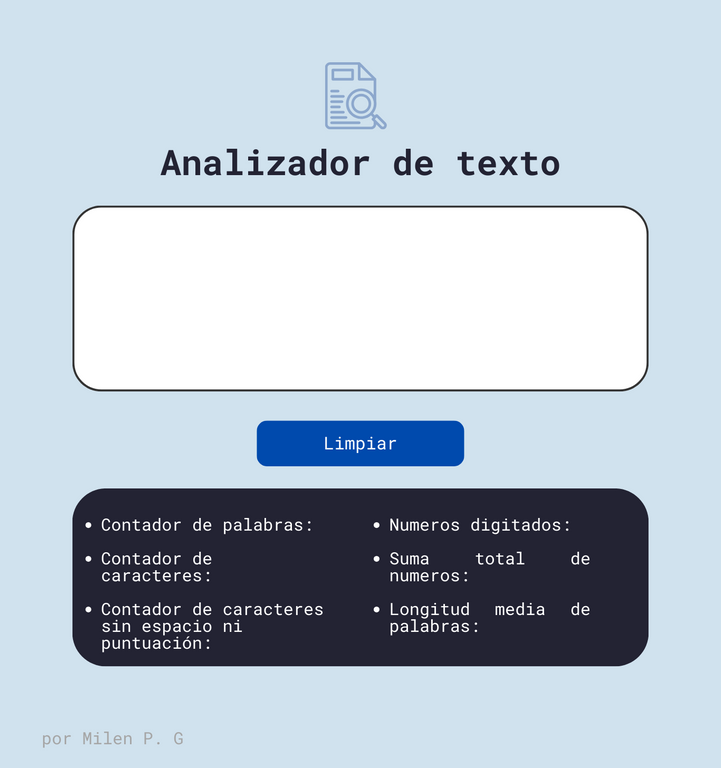 Analizador de texto
Limpiar
• Contador de palabras:
• Contador de
caracteres:
• Contador de caracteres
sin espacio ni
puntuación:
• Numeros digitados:
• Suma total de
numeros:
• Longitud media de
palabras:
por Milen P. G